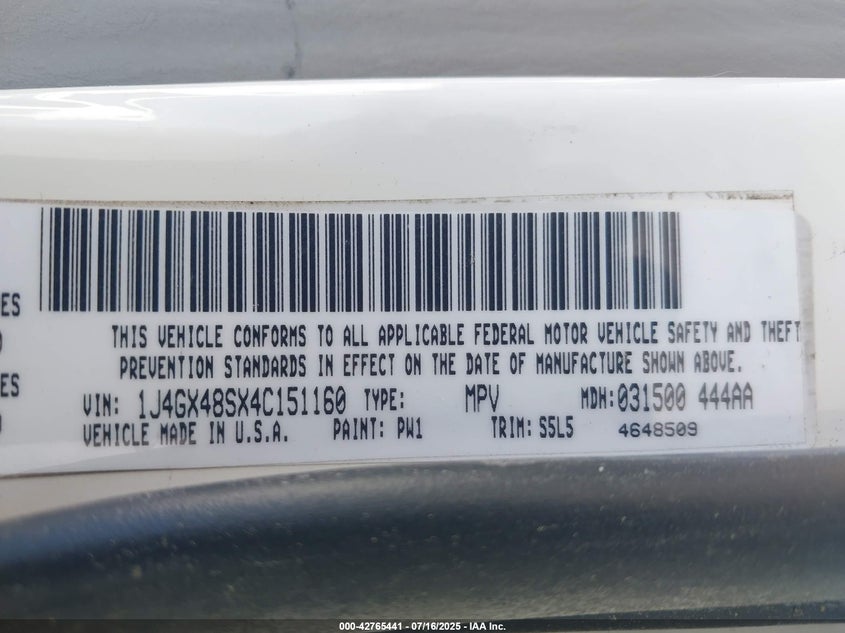 THIS VEHICLE CONFORMS TO ALL APPLICABLE FEDERAL MOTOR VEHICLE SAFETY AND THEFT
PREVENTION STANDARDS IN EFFECT ON THE DATE OF MANUFACTURE SHOWN ABOVE.
VIN: 1J4GX48SX4C151160 TYPE: MPV MDH:031500 444AA
VEHICLE MADE IN U.S.A. PAINT: PW1 TRIM: S5L5 4648509
ES
ES
000-42765441 - 07/16/2025 - IAA Inc.